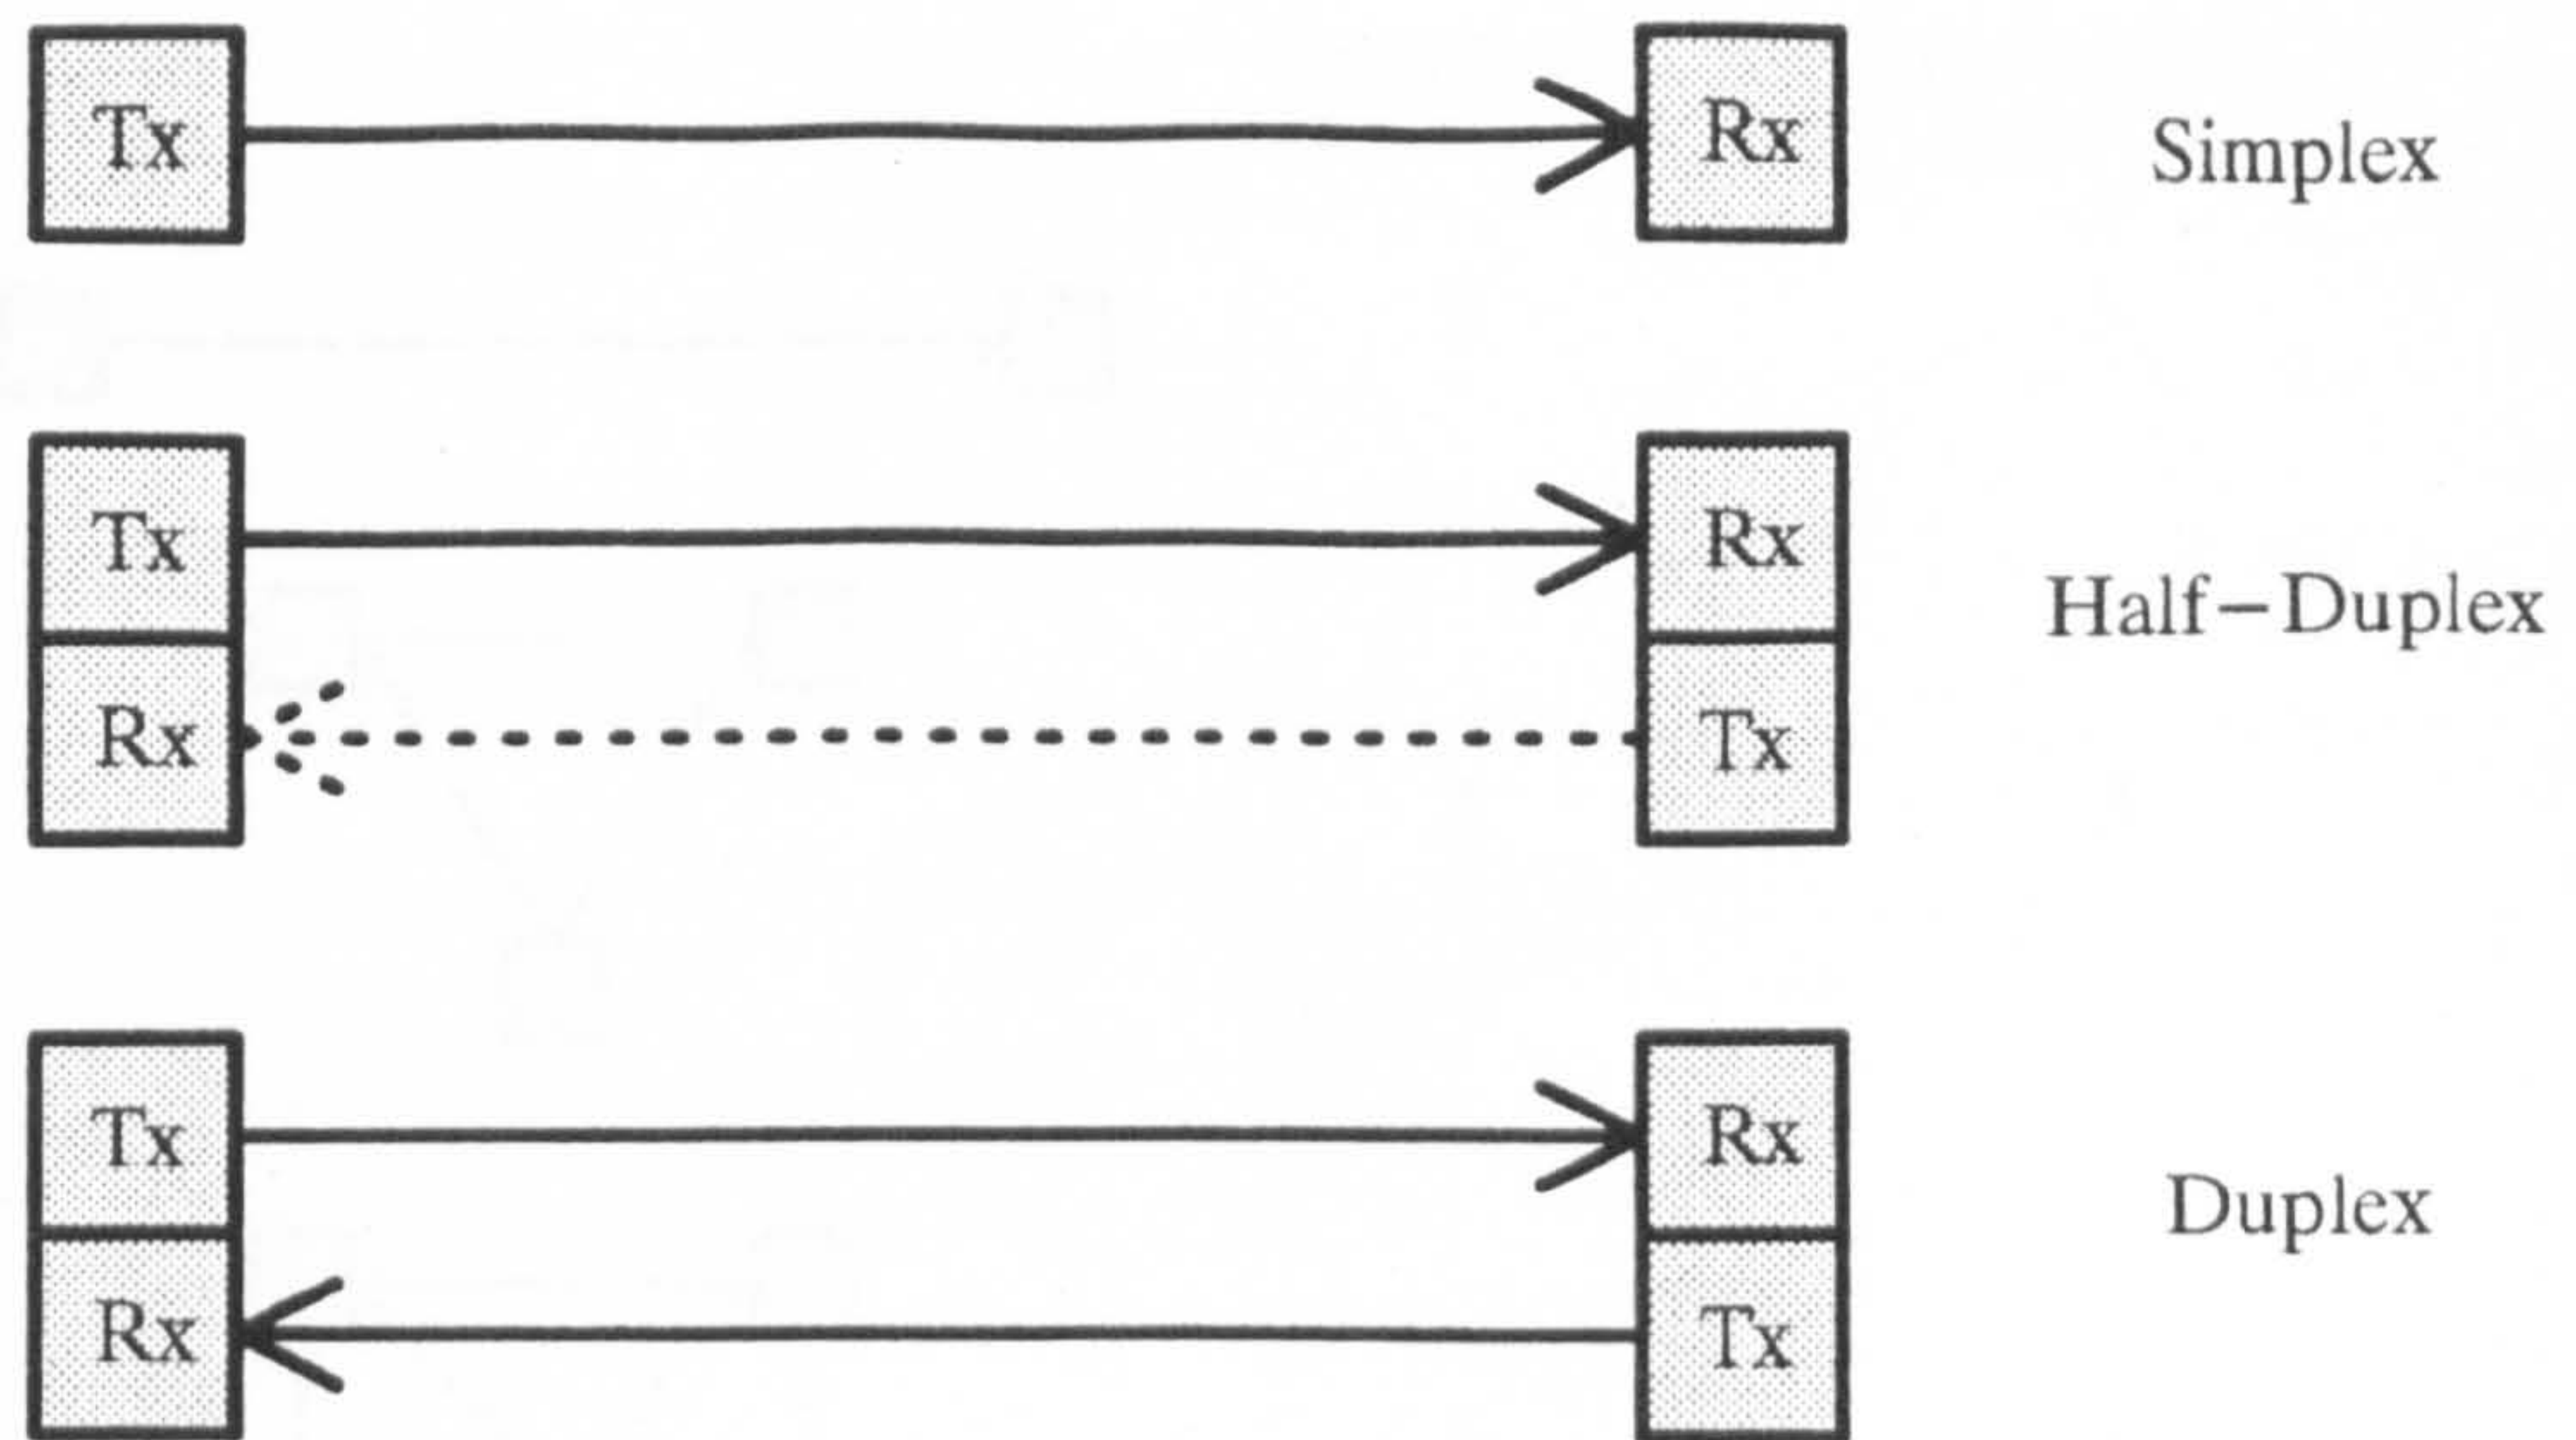 Tx Rx Simplex
Tx Rx
Half–Duplex
Rx Tx
Tx Rx
Duplex
Rx Tx